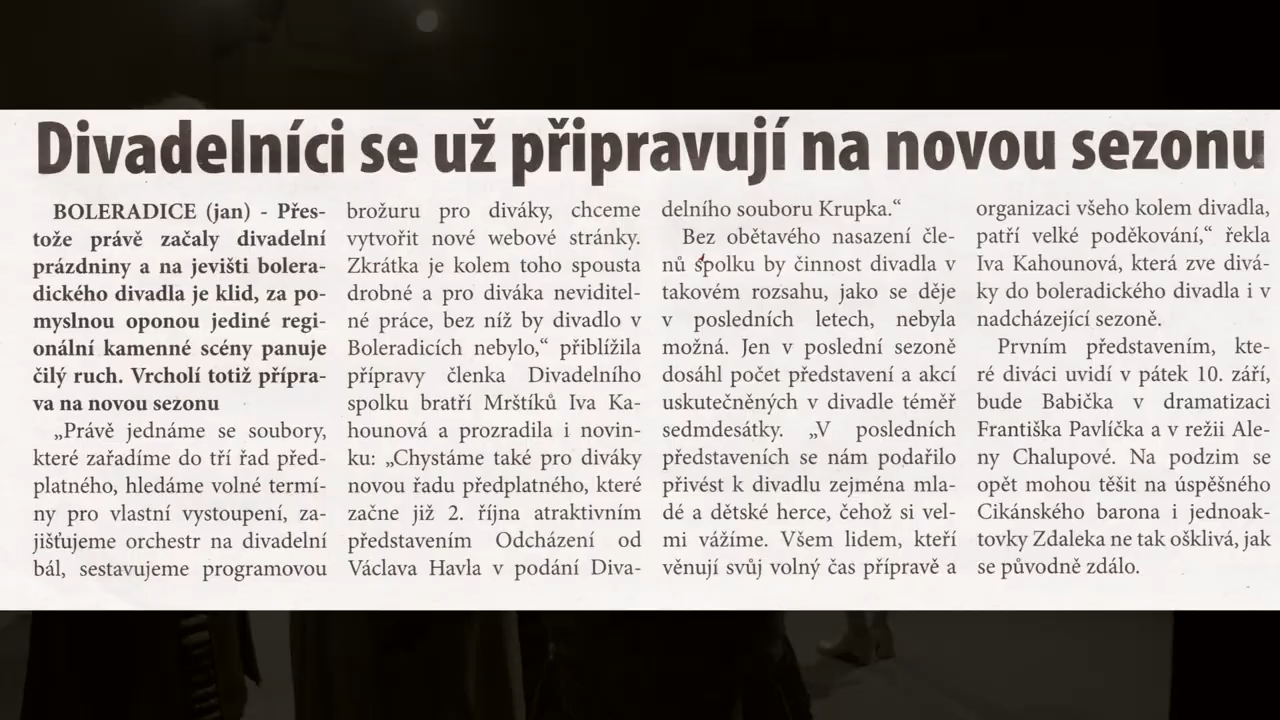 Divadelníci se už připravují na novou sezonu
BOLERADICE (jan) - Přes-
tože právě začaly divadelní
prázdniny a na jevišti bolera-
dického divadla je klid, za po-
myslnou oponou jediné regi-
onální kamenné scény panuje
čilý ruch. Vrcholí totiž přípra-
va na novou sezonu
„Právě jednáme se soubory,
které zařadíme do tří řad před-
platného, hledáme volné termí-
ny pro vlastní vystoupení, za-
jišťujeme orchestr na divadelní
bál, sestavujeme programovou
brožuru pro diváky, chceme
vytvořit nové webové stránky.
Zkrátka je kolem toho spousta
drobné a pro diváka neviditel-
né práce, bez níž by divadlo v
Boleradicích nebylo,“ přiblížila
přípravy členka Divadelního
spolku bratří Mrštíků Iva Ka-
hounová a prozradila i novin-
ku: „Chystáme také pro diváky
novou řadu předplatného, které
začne již 2. října atraktivním
představením Odcházení od
Václava Havla v podání Diva-
delního souboru Krupka.“
Bez obětavého nasazení čle-
nů spolku by činnost divadla v
takovém rozsahu, jako se děje
v posledních letech, nebyla
možná. Jen v poslední sezoně
dosáhl počet představení a akcí
uskutečněných v divadle téměř
sedmdesátky. „V posledních
představeních se nám podařilo
přivést k divadlu zejména mla-
dé a dětské herce, čehož si vel-
mi vážíme. Všem lidem, kteří
věnují svůj volný čas přípravě a
organizaci všeho kolem divadla,
patří velké poděkování,“ řekla
Iva Kahounová, která zve divá-
ky do boleradického divadla i v
nadcházející sezoně.
Prvním představením, kte-
ré diváci uvidí v pátek 10. září,
bude Babička v dramatizaci
Františka Pavlíčka a v režii Ale-
ny Chalupové. Na podzim se
opět mohou těšit na úspěšného
Cikánského barona i jednoak-
tovky Zdaleka ne tak ošklivá, jak
se původně zdálo.